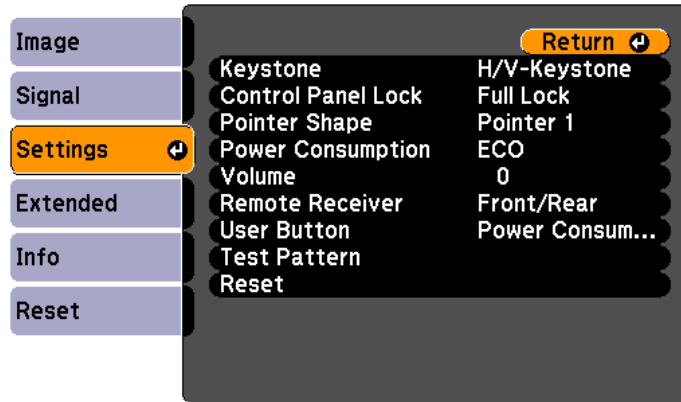 Image
Signal
Settings
Extended
Info
Reset
Return
Keystone H/V-Keystone
Control Panel Lock Full Lock
Pointer Shape Pointer 1
Power Consumption ECO
Volume 0
Remote Receiver Front/Rear
User Button Power Consum...
Test Pattern
Reset